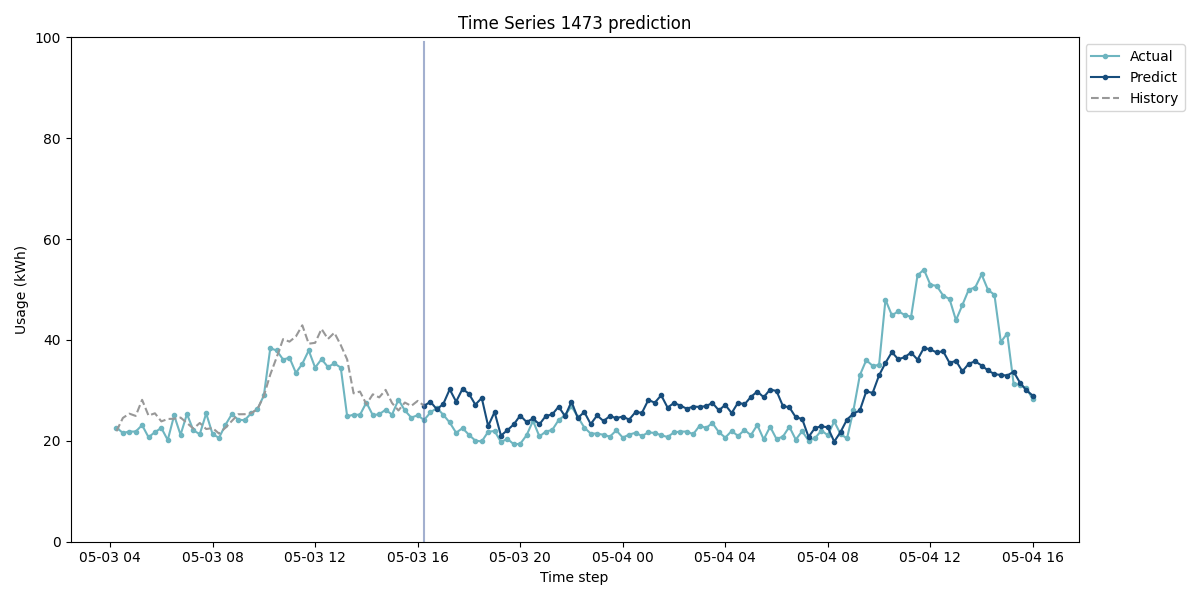 Time Series 1473 prediction
100
80
60
40
20
0
Usage (kWh)
05-03 04
05-03 08
05-03 12
05-03 16
05-03 20
05-04 00
05-04 04
05-04 08
05-04 12
05-04 16
Time step
Actual
Predict
History